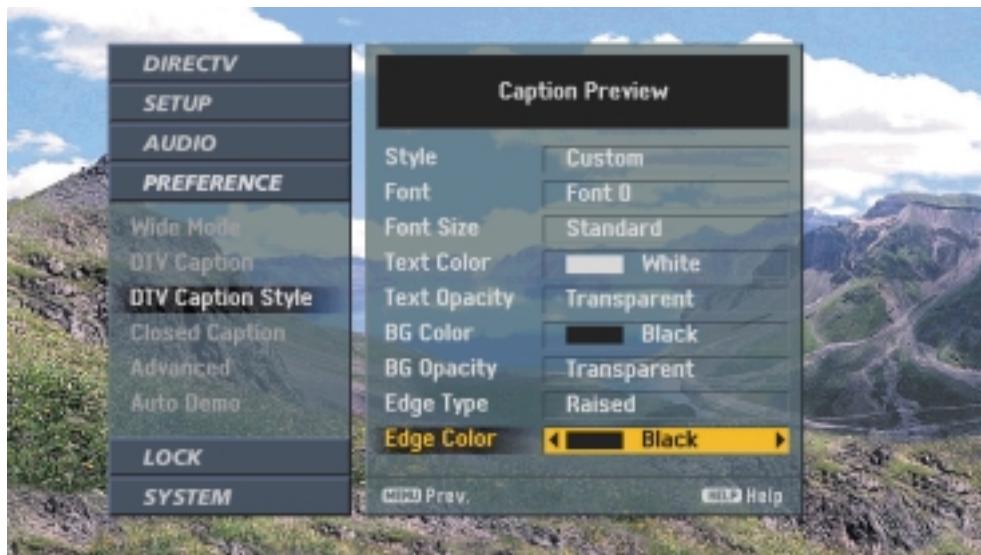 DIRECTV
SETUP
AUDIO
PREFERENCE
Wide Mode
DTV Caption
DTV Caption Style
Closed Caption
Advanced
Auto Demo
LOCK
SYSTEM
Caption Preview
Style Custom
Font Font 0
Font Size Standard
Text Color White
Text Opacity Transparent
BG Color Black
BG Opacity Transparent
Edge Type Raised
Edge Color Black
MENU Prev. HELP Help